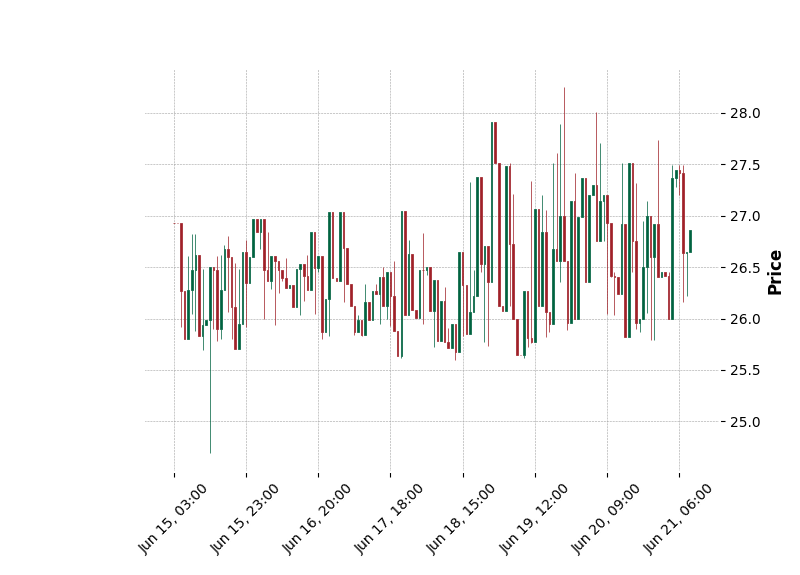 28.0
27.5
27.0
26.5
26.0
25.5
25.0
Price
Jun 15, 03:00
Jun 15, 23:00
Jun 16, 20:00
Jun 17, 18:00
Jun 18, 15:00
Jun 19, 12:00
Jun 20, 09:00
Jun 21, 06:00